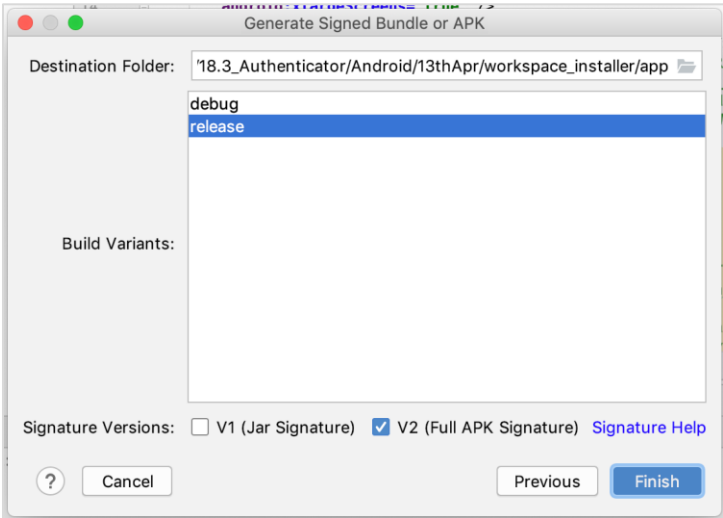 Generate Signed Bundle or APK
Destination Folder: '18.3_Authenticator/Android/13thApr/workspace_installer/app
debug
release
Build Variants:
Signature Versions: V1 (Jar Signature) V2 (Full APK Signature) Signature Help
? Cancel Previous Finish